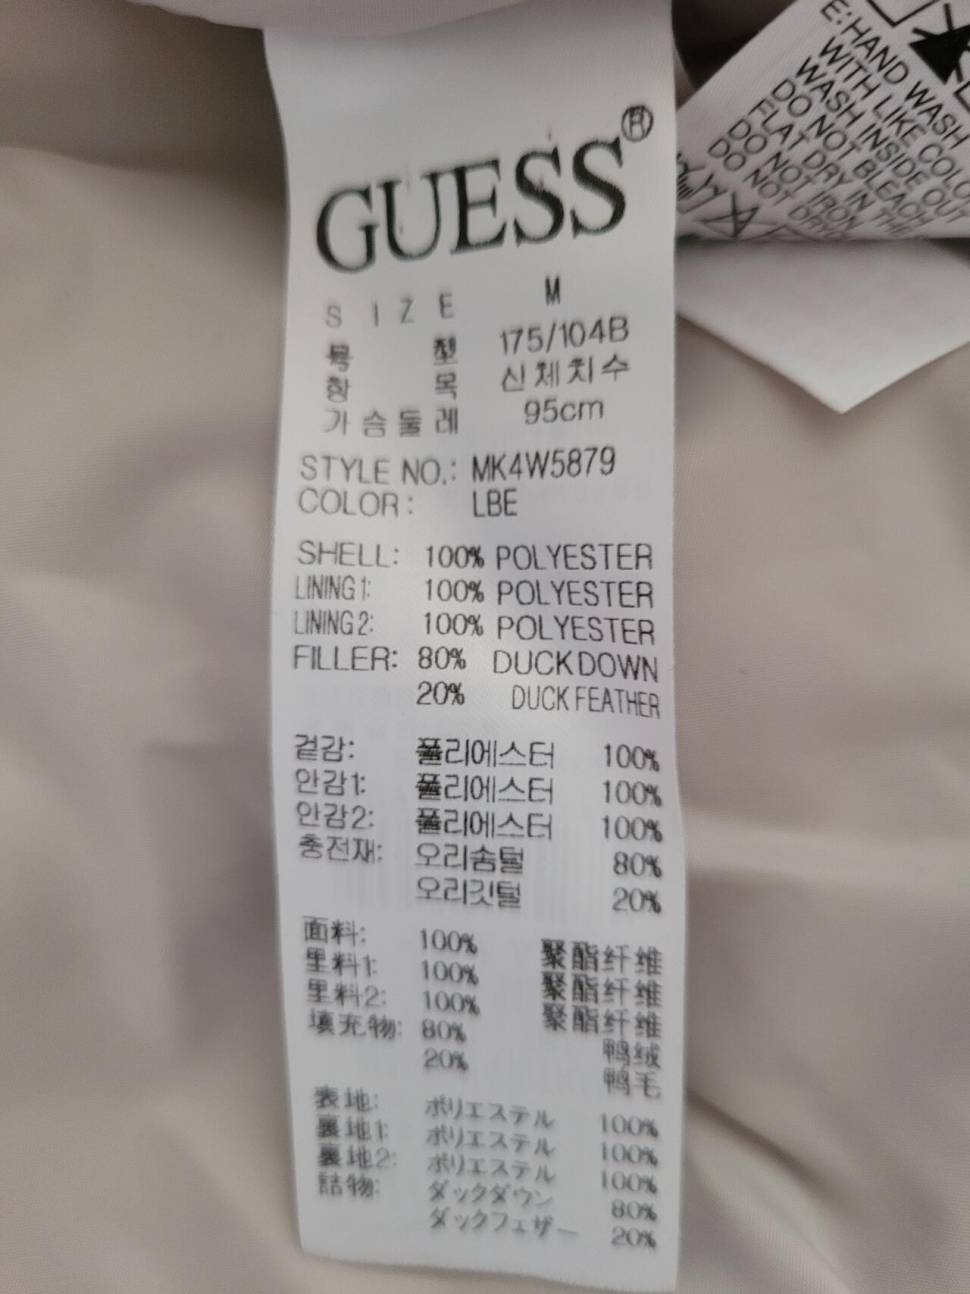 GUESS®
SIZE M
号型 175/104B
항목 신체치수
가슴둘레 95cm
STYLE NO.: MK4W5879
COLOR: LBE
SHELL: 100% POLYESTER
LINING 1: 100% POLYESTER
LINING 2: 100% POLYESTER
FILLER: 80% DUCK DOWN
20% DUCK FEATHER
겉감: 폴리에스터 100%
안감1: 폴리에스터 100%
안감2: 폴리에스터 100%
충전재: 오리솜털 80%
오리깃털 20%
面料: 100% 聚酯纤维
里料1: 100% 聚酯纤维
里料2: 100% 聚酯纤维
填充物: 80% 鸭绒
20% 鸭毛
表地: ポリエステル 100%
裏地1: ポリエステル 100%
裏地2: ポリエステル 100%
詰物: ダックダウン 80%
ダックフェザー 20%
E: HAND WASH
WITH LIKE COLO
WASH INSIDE OUT
DO NOT BLEACH
FLAT DRY IN THE
DO NOT IRON
DO NOT DR